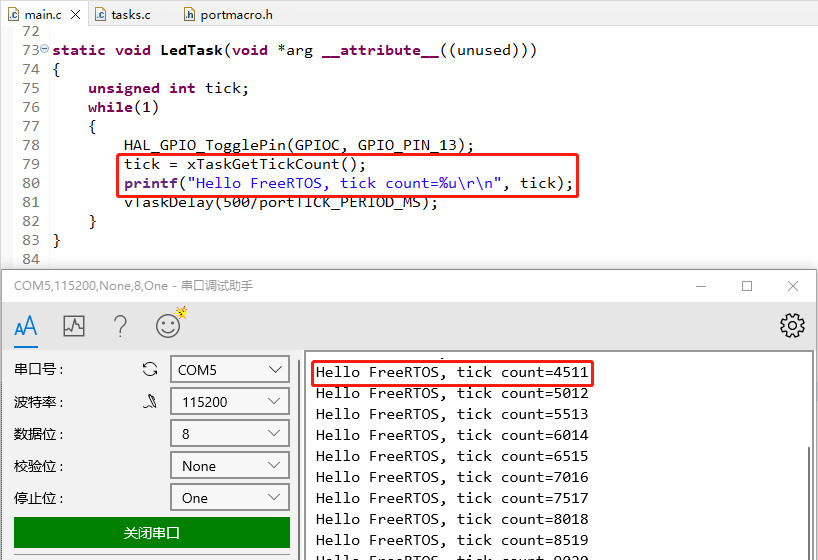 main.c tasks.c portmacro.h
72
73 static void LedTask(void *arg __attribute__((unused)))
74 {
75 unsigned int tick;
76 while(1)
77 {
78 HAL_GPIO_TogglePin(GPIOC, GPIO_PIN_13);
79 tick = xTaskGetTickCount();
80 printf("Hello FreeRTOS, tick count=%u\r\n", tick);
81 vTaskDelay(500/portTICK_PERIOD_MS);
82 }
83 }
84
COM5,115200,None,8,One - 串口调试助手
串口号: COM5
波特率: 115200
数据位: 8
校验位: None
停止位: One
关闭串口
Hello FreeRTOS, tick count=4511
Hello FreeRTOS, tick count=5012
Hello FreeRTOS, tick count=5513
Hello FreeRTOS, tick count=6014
Hello FreeRTOS, tick count=6515
Hello FreeRTOS, tick count=7016
Hello FreeRTOS, tick count=7517
Hello FreeRTOS, tick count=8018
Hello FreeRTOS, tick count=8519
Hello FreeRTOS, tick count=9020